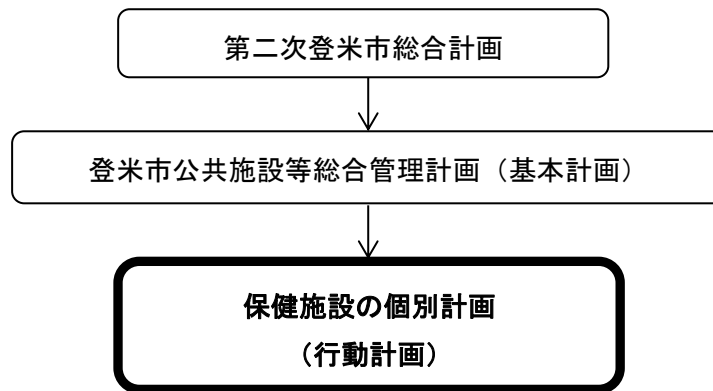 第二次登米市総合計画
登米市公共施設等総合管理計画（基本計画）
保健施設の個別計画
（行動計画）